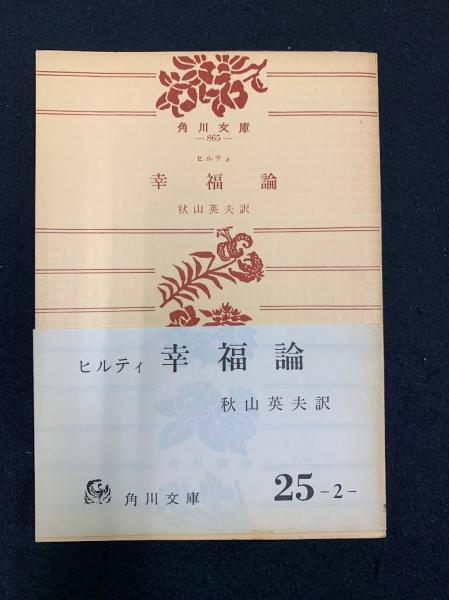 角川文庫
—865—
ヒルティ
幸福論
秋山英夫訳
ヒルティ 幸福論
秋山英夫訳
角川文庫
25-2-